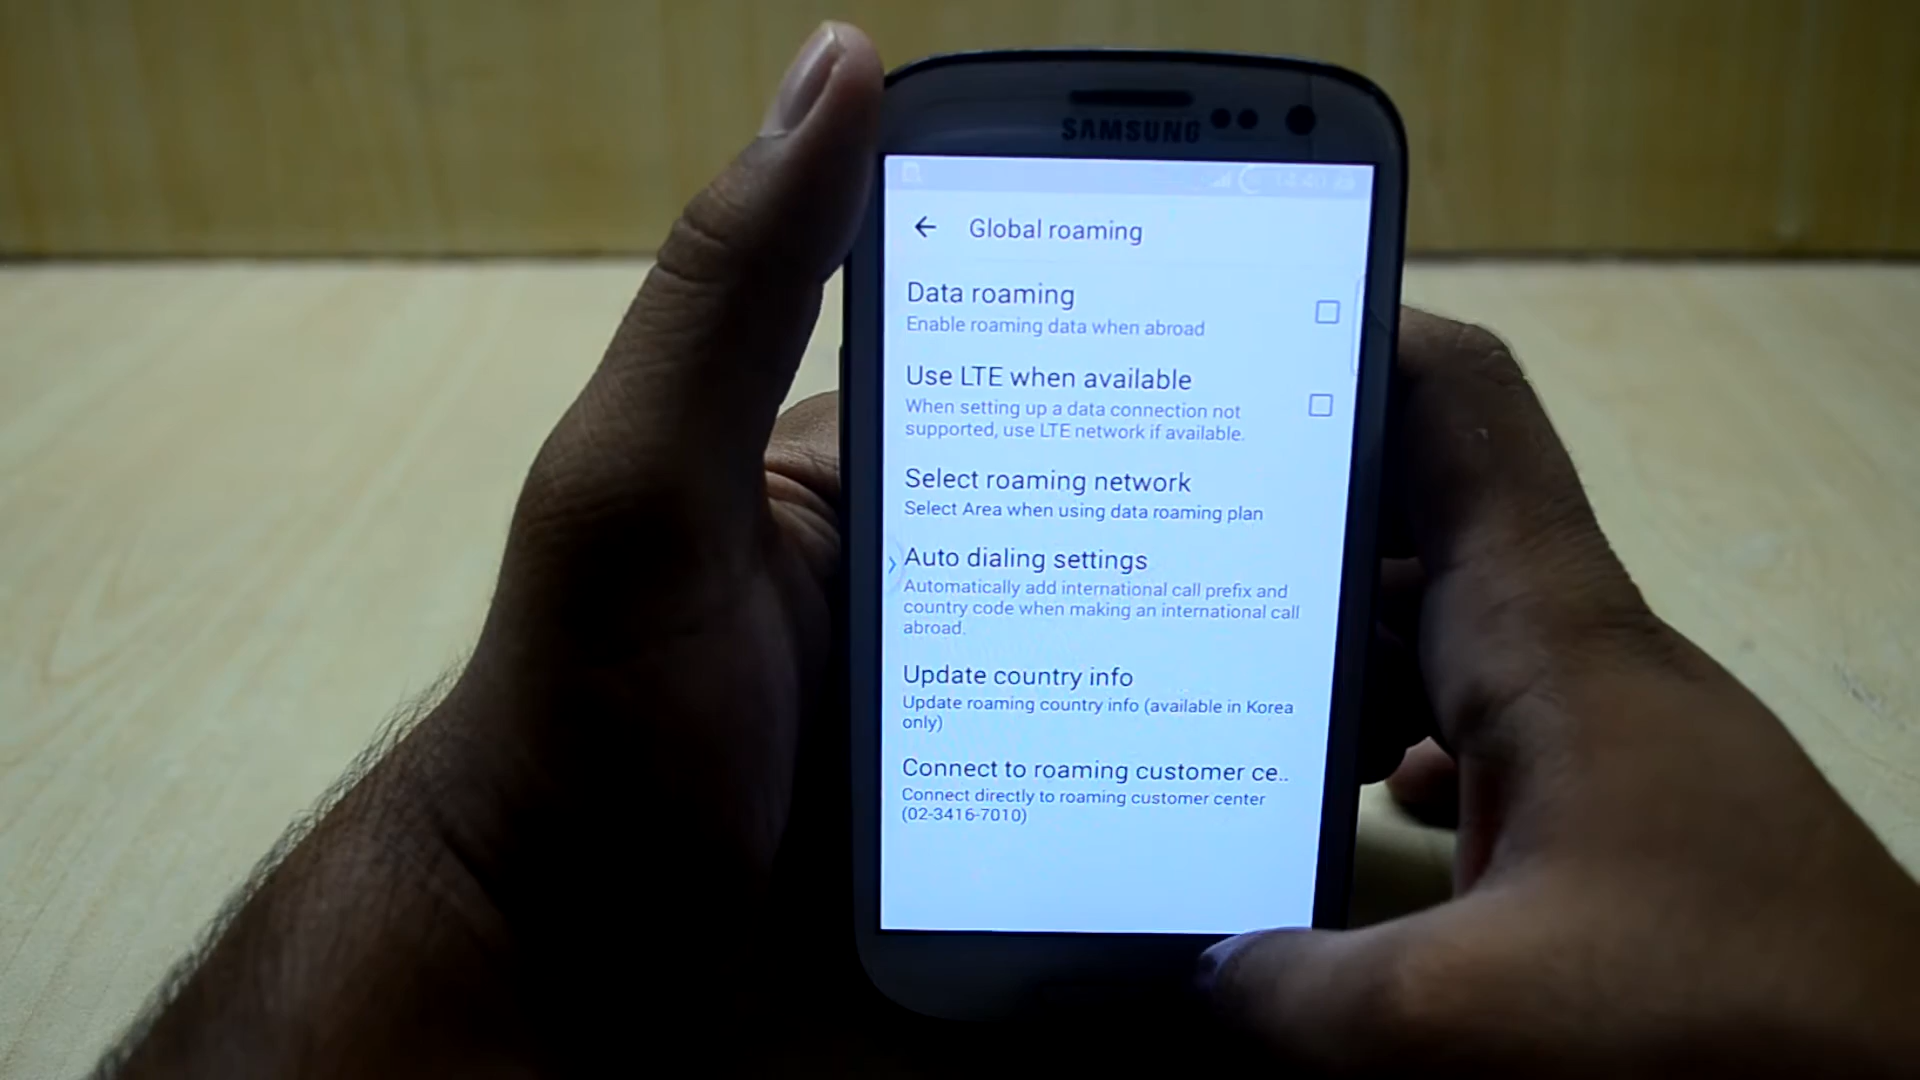 SAMSUNG
Global roaming
Data roaming
Enable roaming data when abroad
Use LTE when available
When setting up a data connection not
supported, use LTE network if available.
Select roaming network
Select Area when using data roaming plan
Auto dialing settings
Automatically add international call prefix and
country code when making an international call
abroad.
Update country info
Update roaming country info (available in Korea
only)
Connect to roaming customer ce..
Connect directly to roaming customer center
(02-3416-7010)